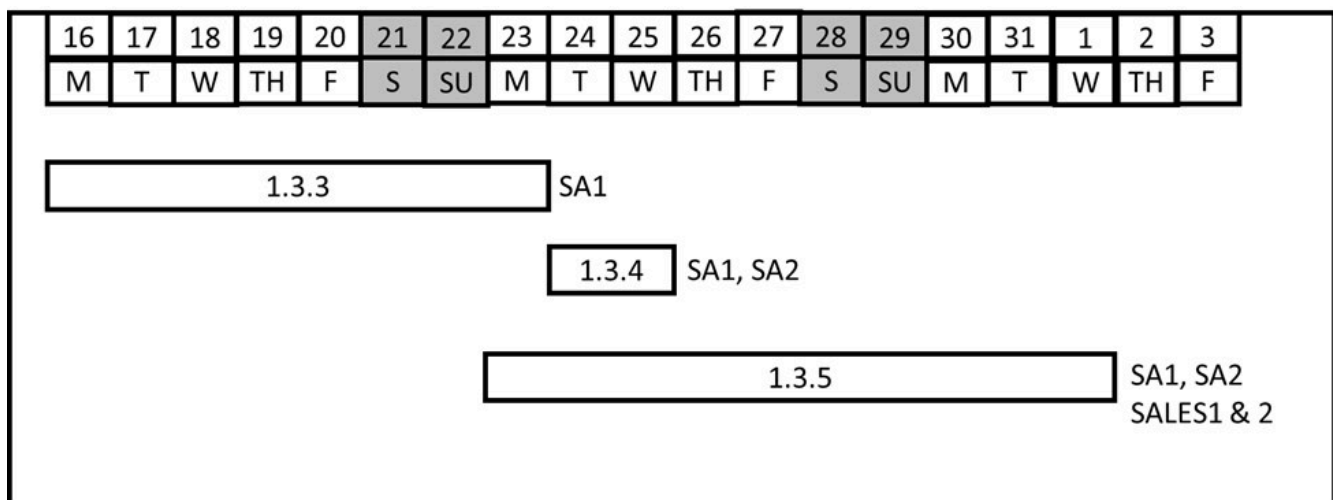 16 17 18 19 20 21 22 23 24 25 26 27 28 29 30 31 1 2 3
M T W TH F S SU M T W TH F S SU M T W TH F
1.3.3 SA1
1.3.4 SA1, SA2
1.3.5 SA1, SA2
SALES1 & 2